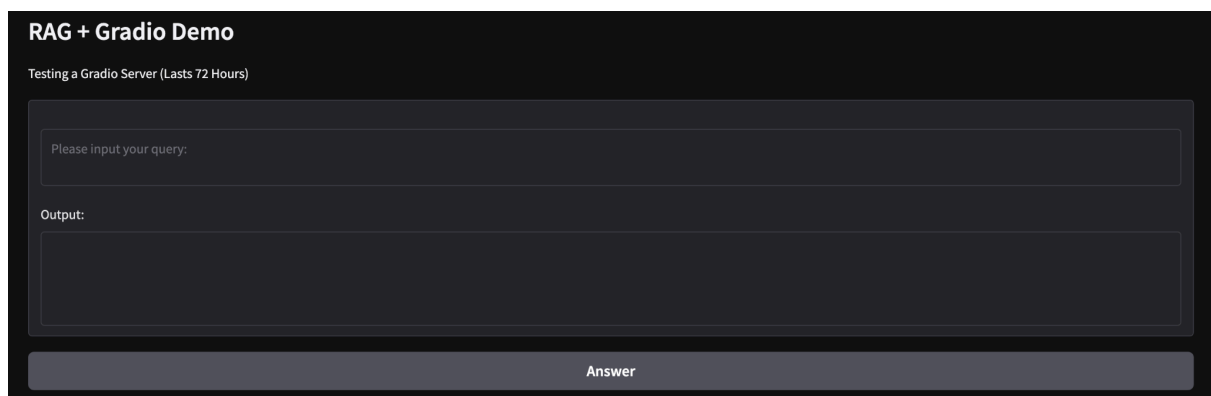 RAG + Gradio Demo
Testing a Gradio Server (Lasts 72 Hours)
Please input your query:
Output:
Answer